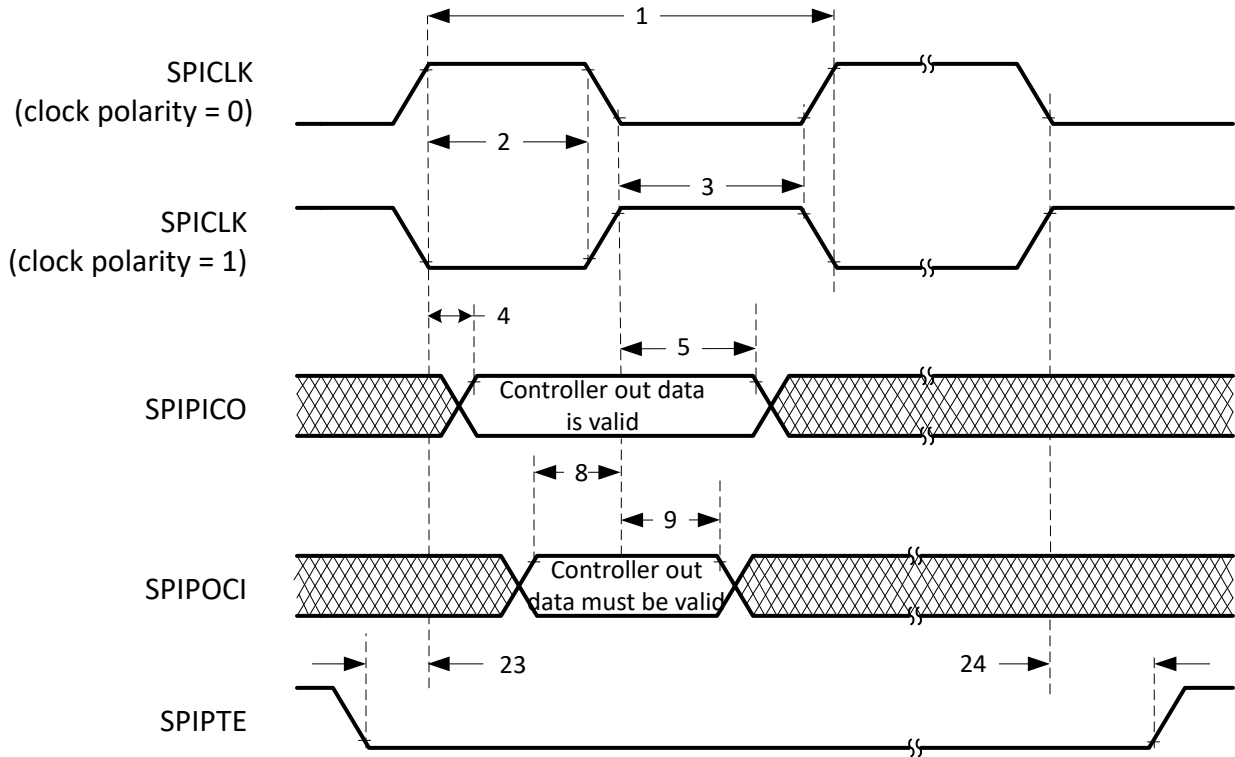 1
SPICLK
(clock polarity = 0)
2
3
SPICLK
(clock polarity = 1)
4
5
SPIPICO
Controller out data
is valid
8
9
SPIPOCI
Controller out
data must be valid
23
24
SPIPTE